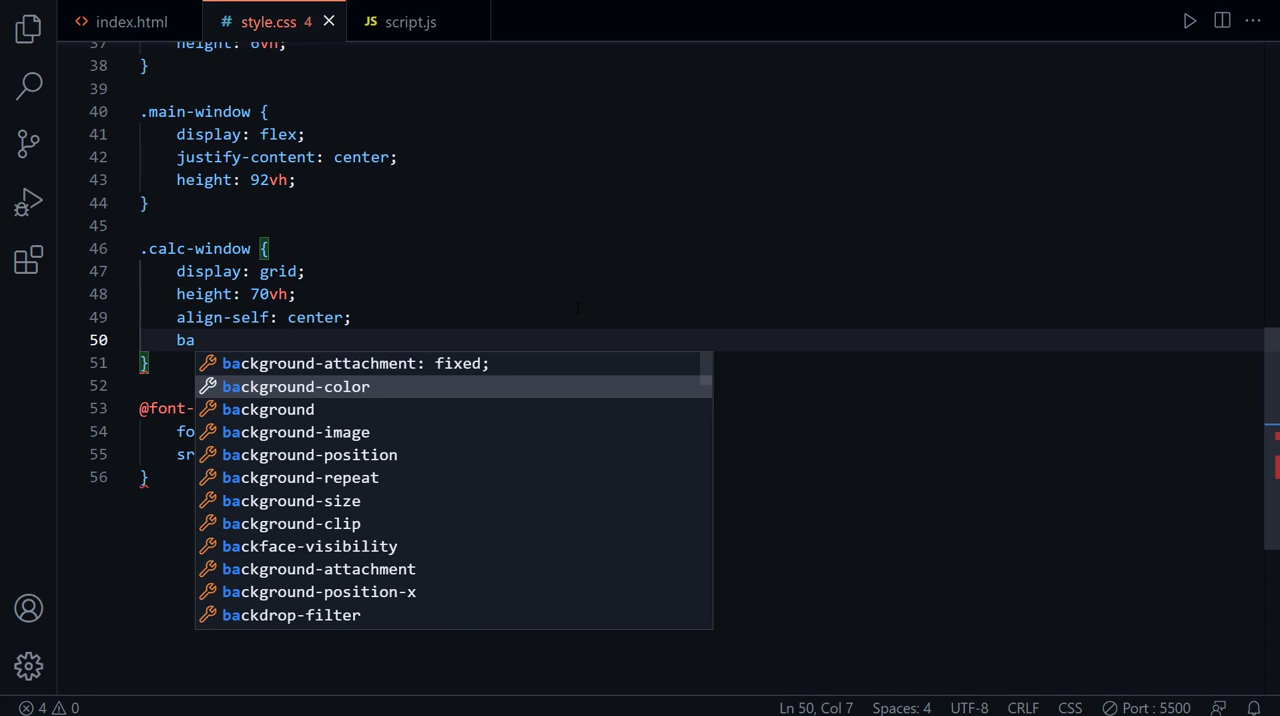 index.html # style.css 4 JS script.js
37 height: 6vh;
38 }
39
40 .main-window {
41 display: flex;
42 justify-content: center;
43 height: 92vh;
44 }
45
46 .calc-window {
47 display: grid;
48 height: 70vh;
49 align-self: center;
50 ba
51 } background-attachment: fixed;
52 background-color
53 @font- background
54 fo background-image
55 sr background-position
56 } background-repeat
background-size
background-clip
backface-visibility
background-attachment
background-position-x
backdrop-filter
4 0 Ln 50, Col 7 Spaces: 4 UTF-8 CRLF CSS Port : 5500